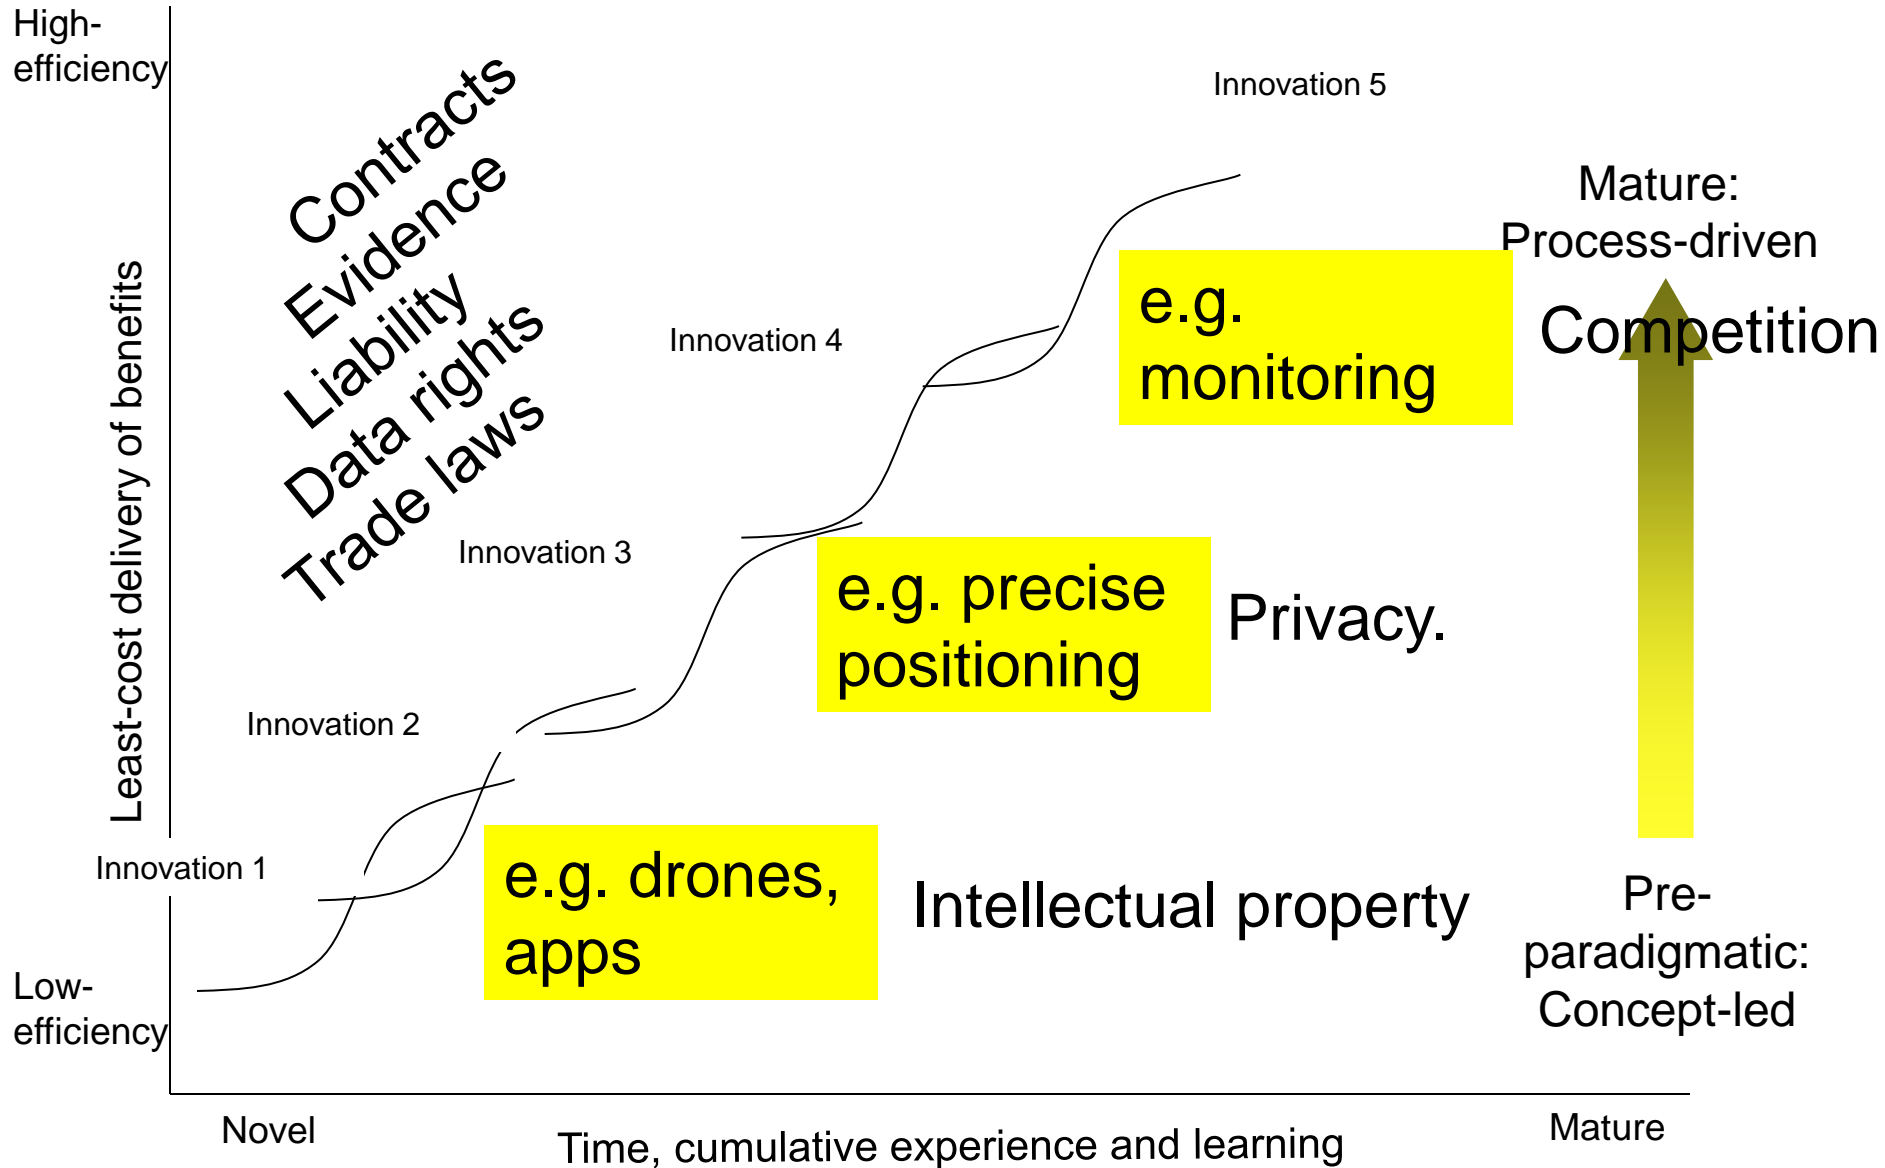 High-
efficiency
Contracts
Evidence
Liability
Data rights
Trade laws
Innovation 5
Mature:
Process-driven
Competition
e.g.
monitoring
Innovation 4
Least-cost delivery of benefits
Innovation 3
e.g. precise
positioning
Privacy.
Innovation 2
Innovation 1
e.g. drones,
apps
Intellectual property
Pre-
paradigmatic:
Concept-led
Low-
efficiency
Novel
Time, cumulative experience and learning
Mature